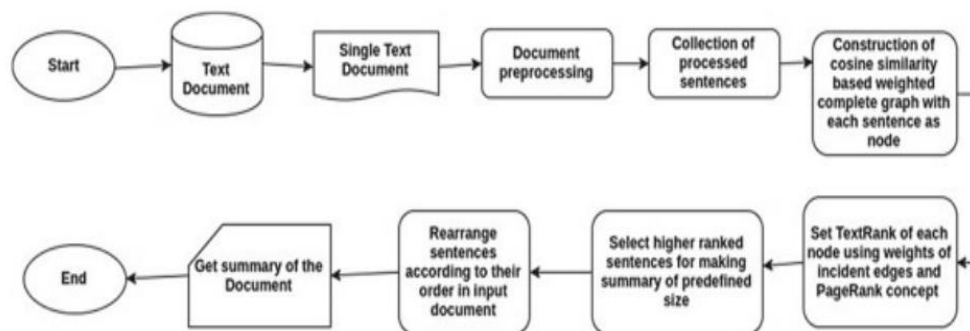 Start
Text
Document
Single Text
Document
Document
preprocessing
Collection of
processed
sentences
Construction of
cosine similarity
based weighted
complete graph with
each sentence as
node
Set TextRank of each
node using weights of
incident edges and
PageRank concept
Select higher ranked
sentences for making
summary of predefined
size
Rearrange
sentences
according to their
order in input
document
Get summary of the
Document
End